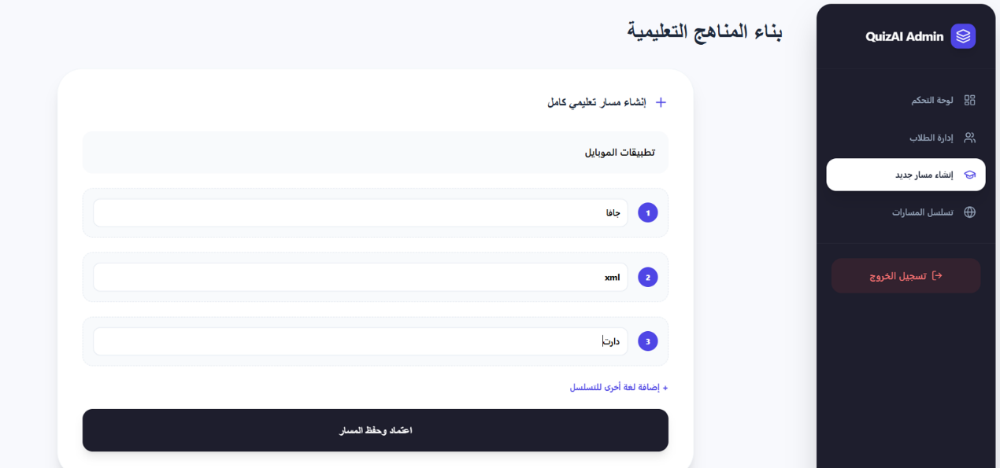 QuizAI Admin
لوحة التحكم
إدارة الطلاب
إنشاء مسار جديد
تسلسل المسارات
تسجيل الخروج
بناء المناهج التعليمية
إنشاء مسار تعليمي كامل
تطبيقات الموبايل
1 جافا
2 xml
3 دارت
+ إضافة لغة أخرى للتسلسل
اعتماد وحفظ المسار